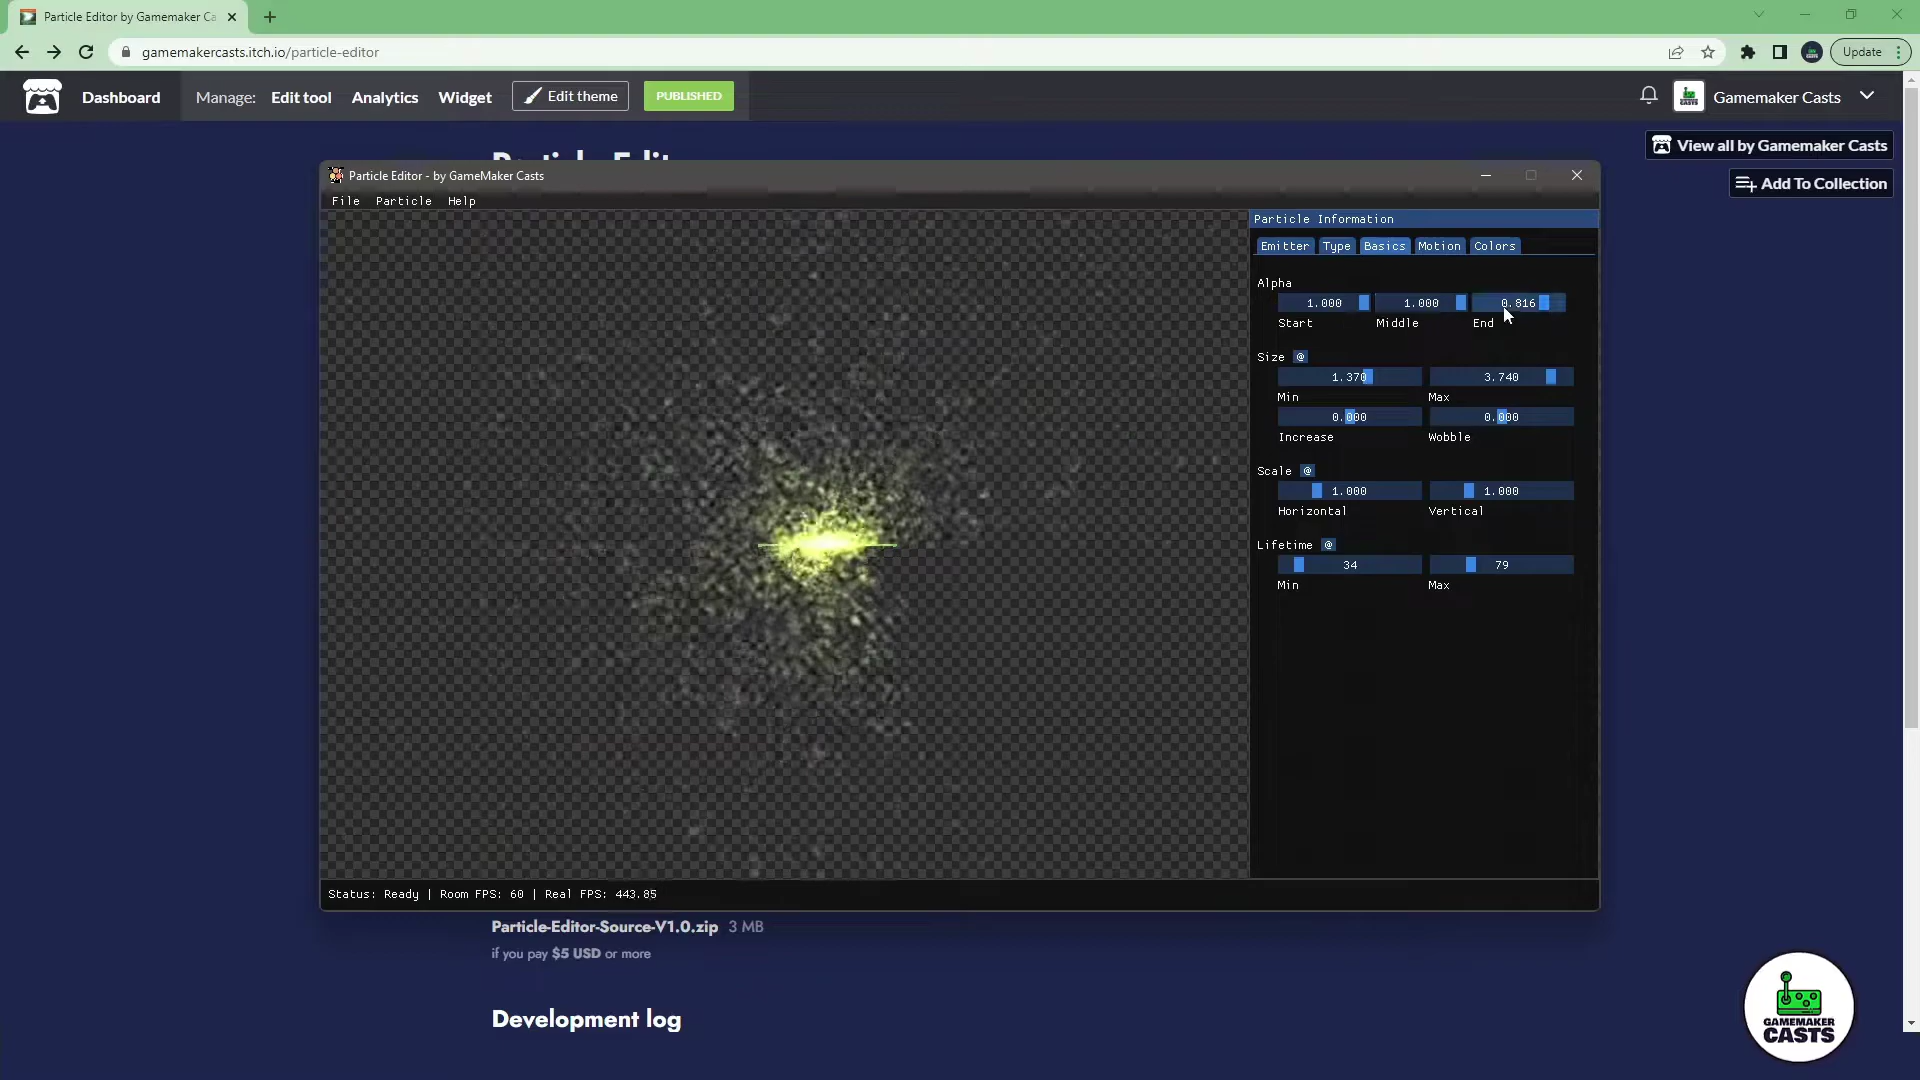 Particle Editor by Gamemaker Ca
gamemakercasts.itch.io/particle-editor
Update
Dashboard
Manage: Edit tool Analytics Widget Edit theme PUBLISHED
Gamemaker Casts
View all by Gamemaker Casts
Add To Collection
Particle Editor - by GameMaker Casts
File Particle Help
Particle Information
Emitter Type Basics Motion Colors
Alpha
1.000 1.000 0.816
Start Middle End
Size @
1.370 3.740
Min Max
0.000 0.000
Increase Wobble
Scale @
1.000 1.000
Horizontal Vertical
Lifetime @
34 79
Min Max
Status: Ready | Room FPS: 60 | Real FPS: 443.85
Particle-Editor-Source-V1.0.zip 3 MB
if you pay $5 USD or more
Development log
GAMEMAKER
CASTS